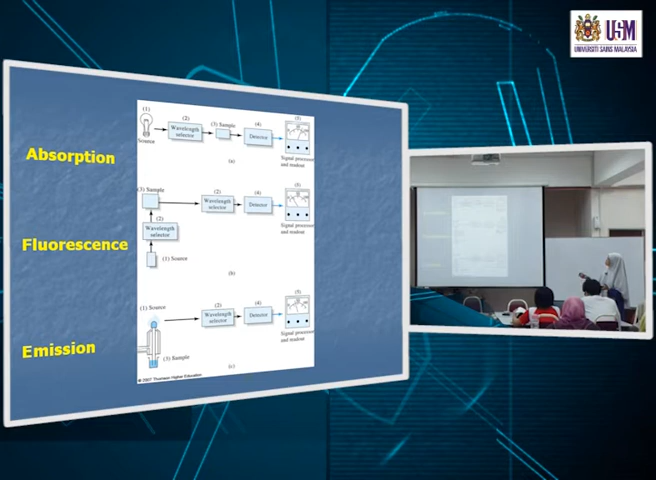 USM
UNIVERSITI SAINS MALAYSIA
Absorption
(1)
Source
(2)
Wavelength
selector
(3) Sample
(4)
Detector
(5)
Signal processor
and readout
(a)
Fluorescence
(3) Sample
(2)
Wavelength
selector
(1) Source
(2)
Wavelength
selector
(4)
Detector
(5)
Signal processor
and readout
(b)
Emission
(1) Source
(3) Sample
(2)
Wavelength
selector
(4)
Detector
(5)
Signal processor
and readout
(c)
© 2007 Thomson Higher Education